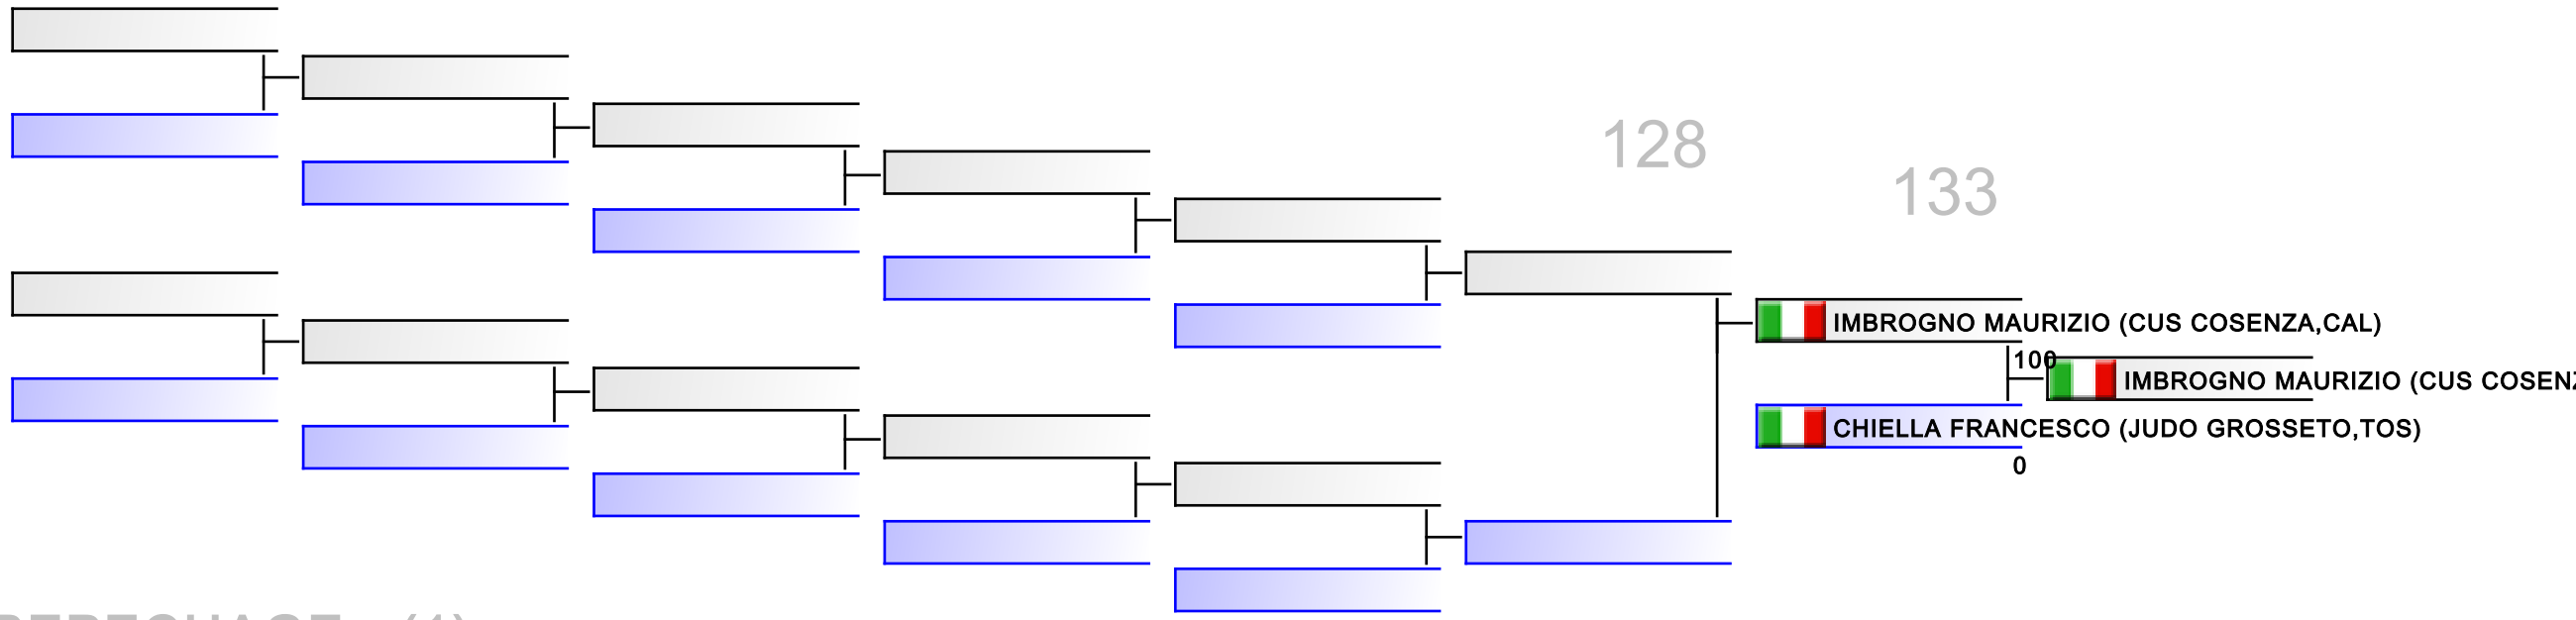 128
133
IMBROGNO MAURIZIO (CUS COSENZA,CAL)
100
IMBROGNO MAURIZIO (CUS COSEN
CHIELLA FRANCESCO (JUDO GROSSETO,TOS)
0